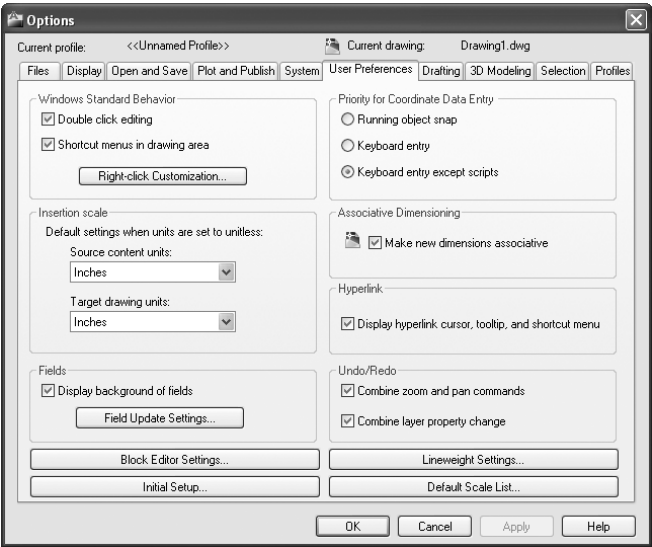 Options
Current profile: <<Unnamed Profile>> Current drawing: Drawing1.dwg
Files Display Open and Save Plot and Publish System User Preferences Drafting 3D Modeling Selection Profiles
Windows Standard Behavior
Double click editing
Shortcut menus in drawing area
Right-click Customization...
Insertion scale
Default settings when units are set to unitless:
Source content units:
Inches
Target drawing units:
Inches
Fields
Display background of fields
Field Update Settings...
Priority for Coordinate Data Entry
Running object snap
Keyboard entry
Keyboard entry except scripts
Associative Dimensioning
Make new dimensions associative
Hyperlink
Display hyperlink cursor, tooltip, and shortcut menu
Undo/Redo
Combine zoom and pan commands
Combine layer property change
Block Editor Settings... Lineweight Settings...
Initial Setup... Default Scale List...
OK Cancel Apply Help